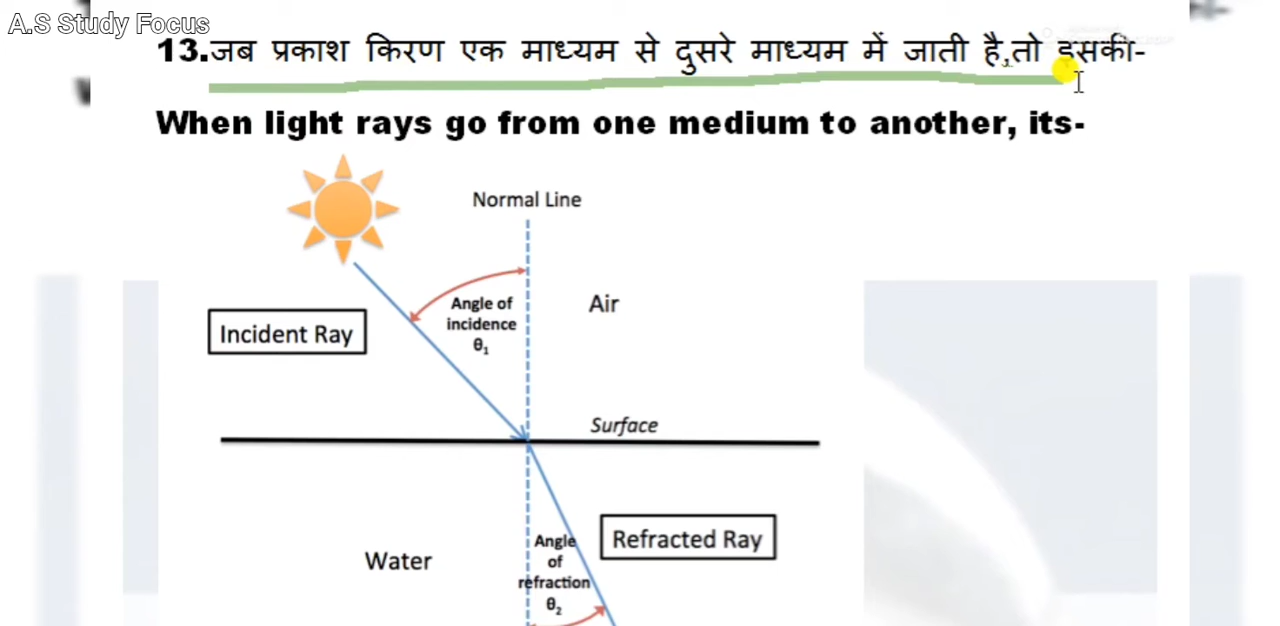 A.S Study Focus
13.जब प्रकाश किरण एक माध्यम से दुसरे माध्यम में जाती है,तो इसकी-
When light rays go from one medium to another, its-
Normal Line
Angle of
incidence
θ₁
Air
Incident Ray
Surface
Angle
of
refraction
θ₂
Refracted Ray
Water